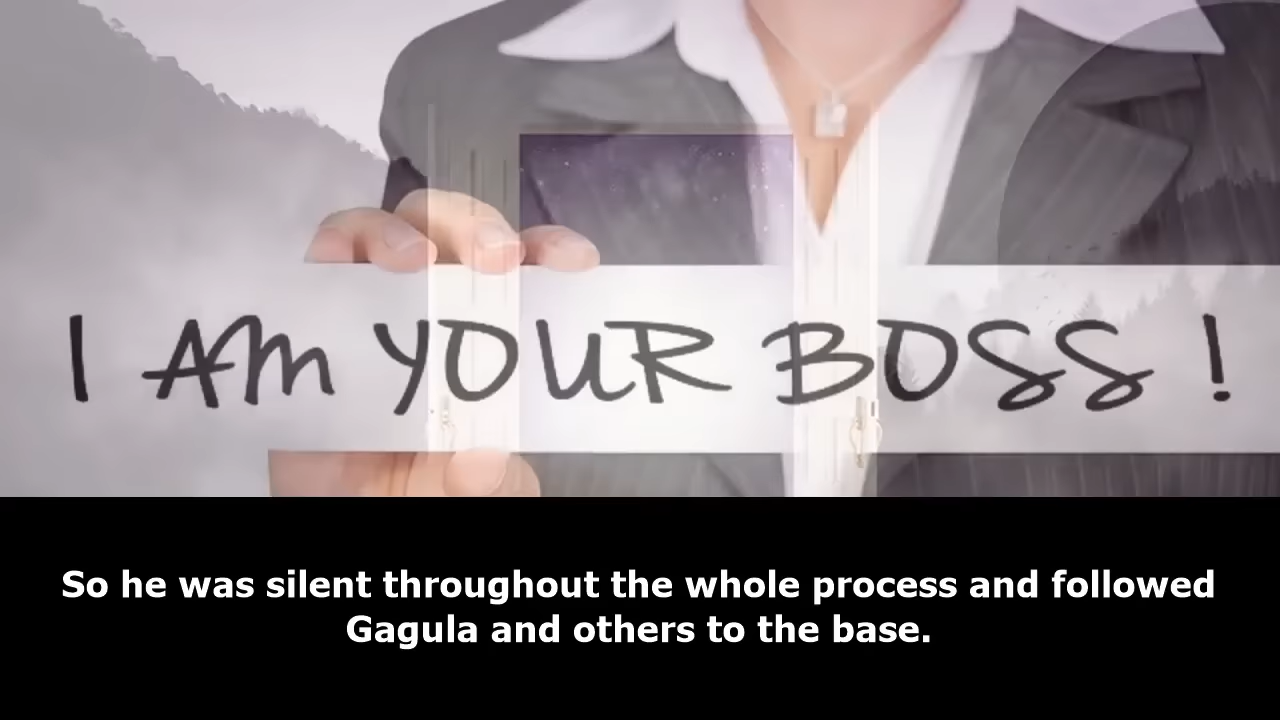 I AM YOUR BOSS !
So he was silent throughout the whole process and followed
Gagula and others to the base.